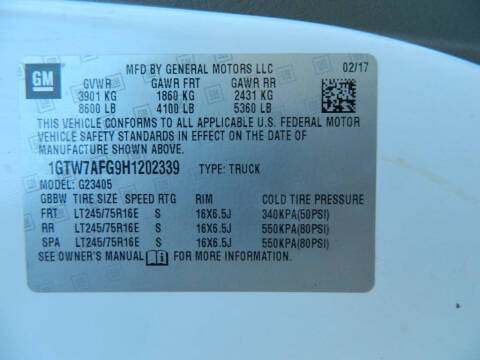 GM
MFD BY GENERAL MOTORS LLC 02/17
GVWR GAWR FRT GAWR RR
3901 KG 1860 KG 2431 KG
8600 LB 4100 LB 5360 LB
THIS VEHICLE CONFORMS TO ALL APPLICABLE U.S. FEDERAL MOTOR
VEHICLE SAFETY STANDARDS IN EFFECT ON THE DATE OF
MANUFACTURE SHOWN ABOVE.
1GTW7AFG9H1202339 TYPE: TRUCK
MODEL: G23405
GBBW TIRE SIZE SPEED RTG RIM COLD TIRE PRESSURE
FRT LT245/75R16E S 16X6.5J 340KPA(50PSI)
RR LT245/75R16E S 16X6.5J 550KPA(80PSI)
SPA LT245/75R16E S 16X6.5J 550KPA(80PSI)
SEE OWNER'S MANUAL FOR MORE INFORMATION.